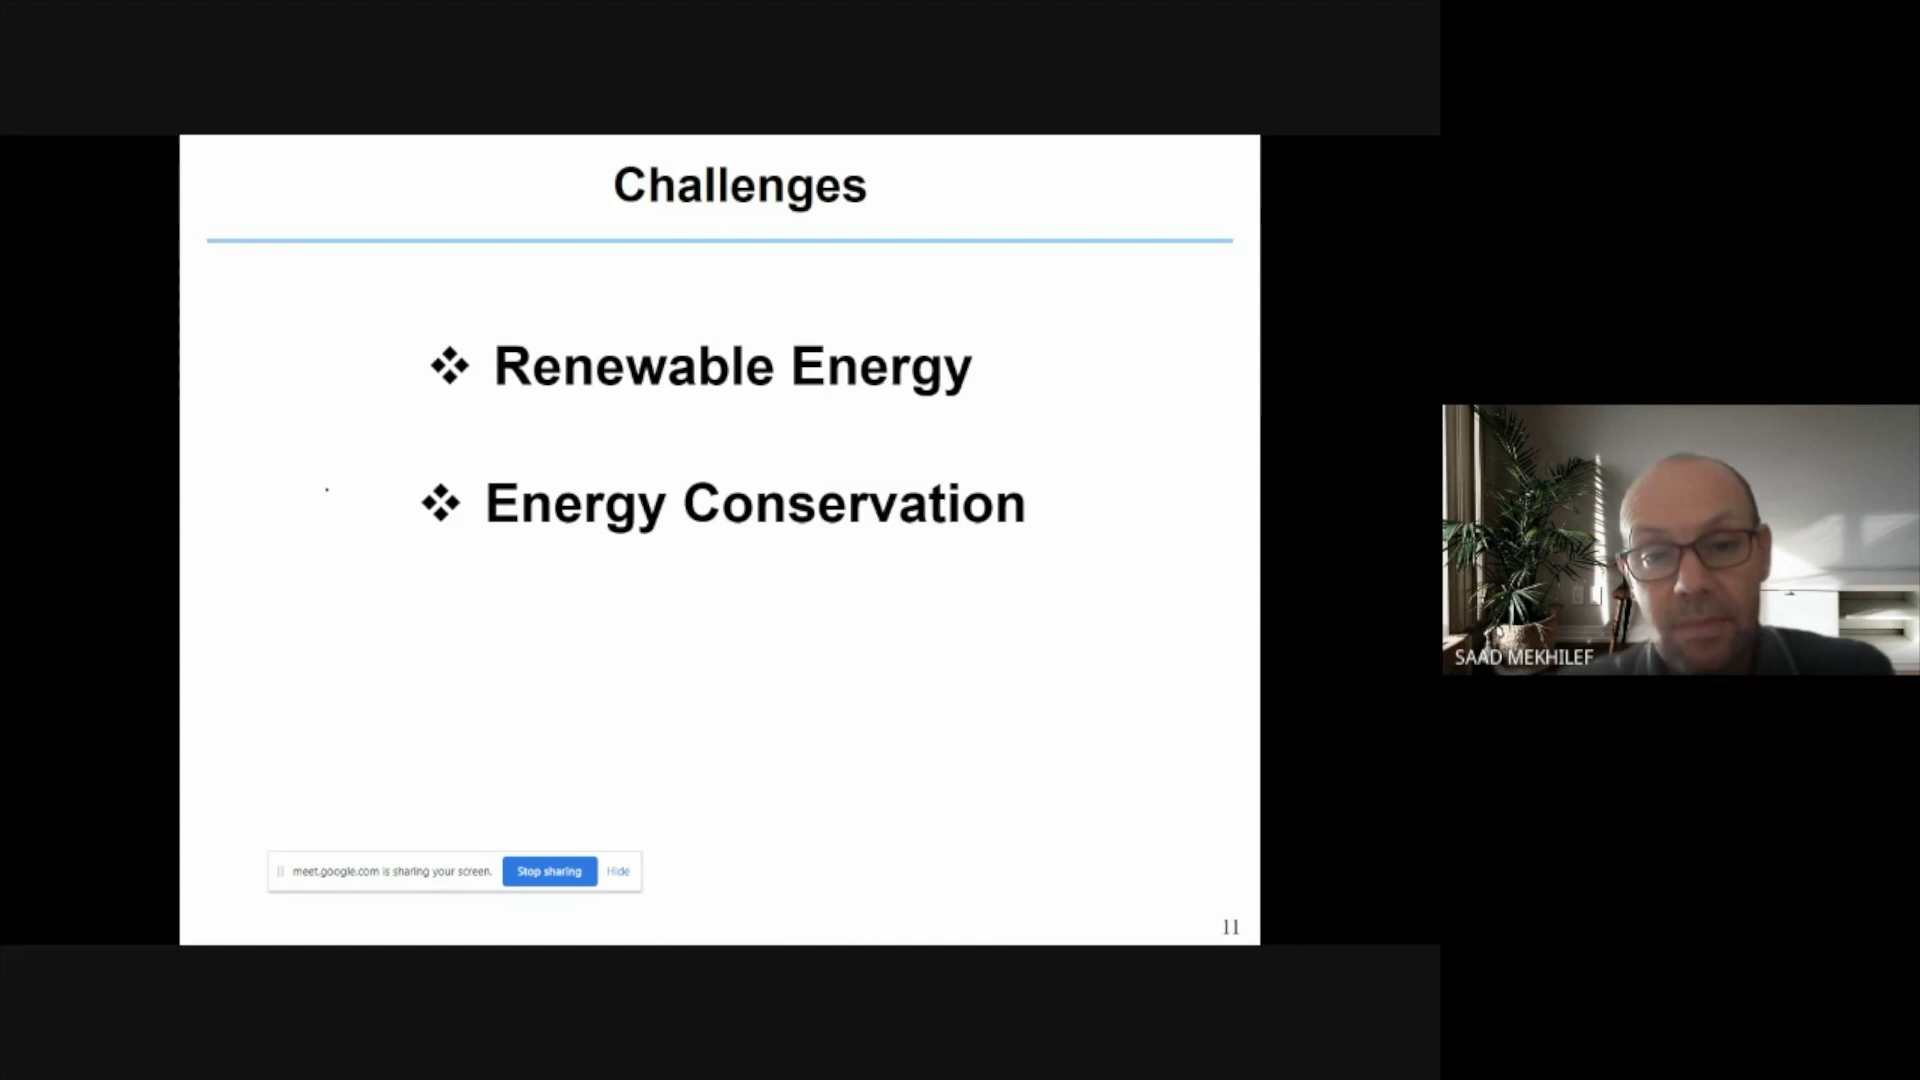 Challenges
❖ Renewable Energy
❖ Energy Conservation
meet.google.com is sharing your screen. Stop sharing Hide
11
SAAD MEKHILEF